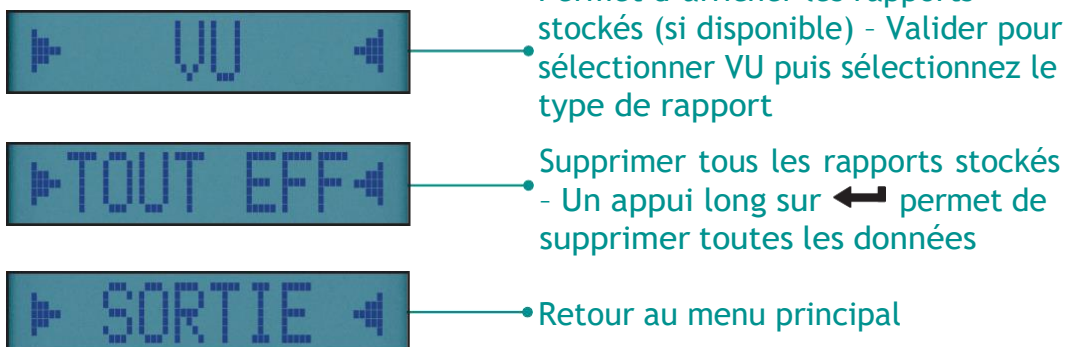 VU
stockés (si disponible) – Valider pour
sélectionner VU puis sélectionnez le
type de rapport
TOUT EFF
Supprimer tous les rapports stockés
– Un appui long sur permet de
supprimer toutes les données
SORTIE
Retour au menu principal